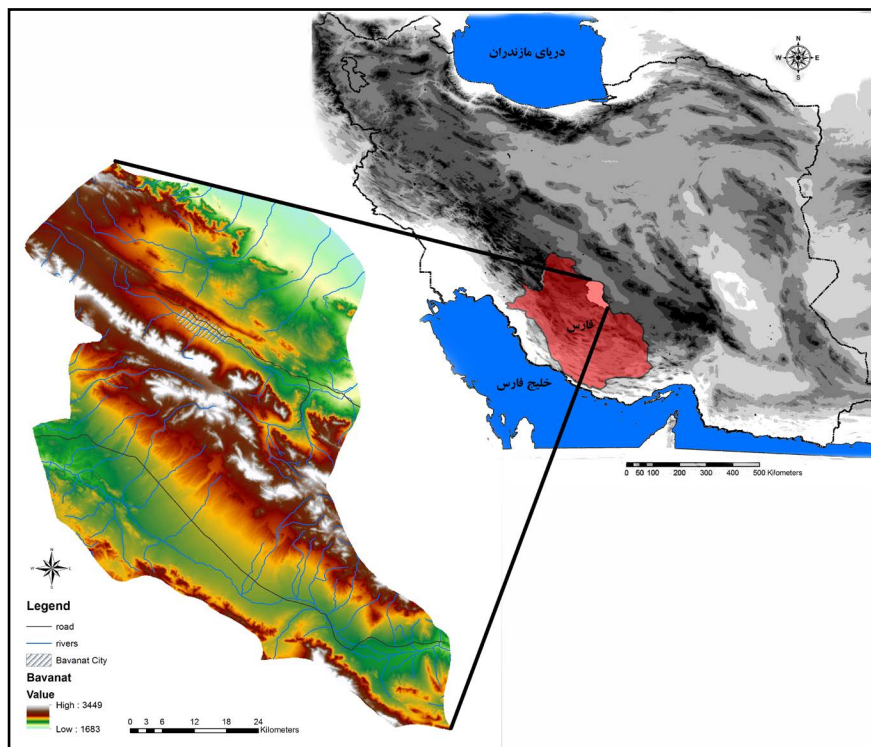 دریای مازندران
N
W E
S
فارس
خلیج فارس
0 50 100 200 300 400 500
Kilometers
N
S
Legend
road
rivers
Bavanat City
Bavanat
Value
High : 3449
Low : 1683
0 3 6 12 18 24
Kilometers